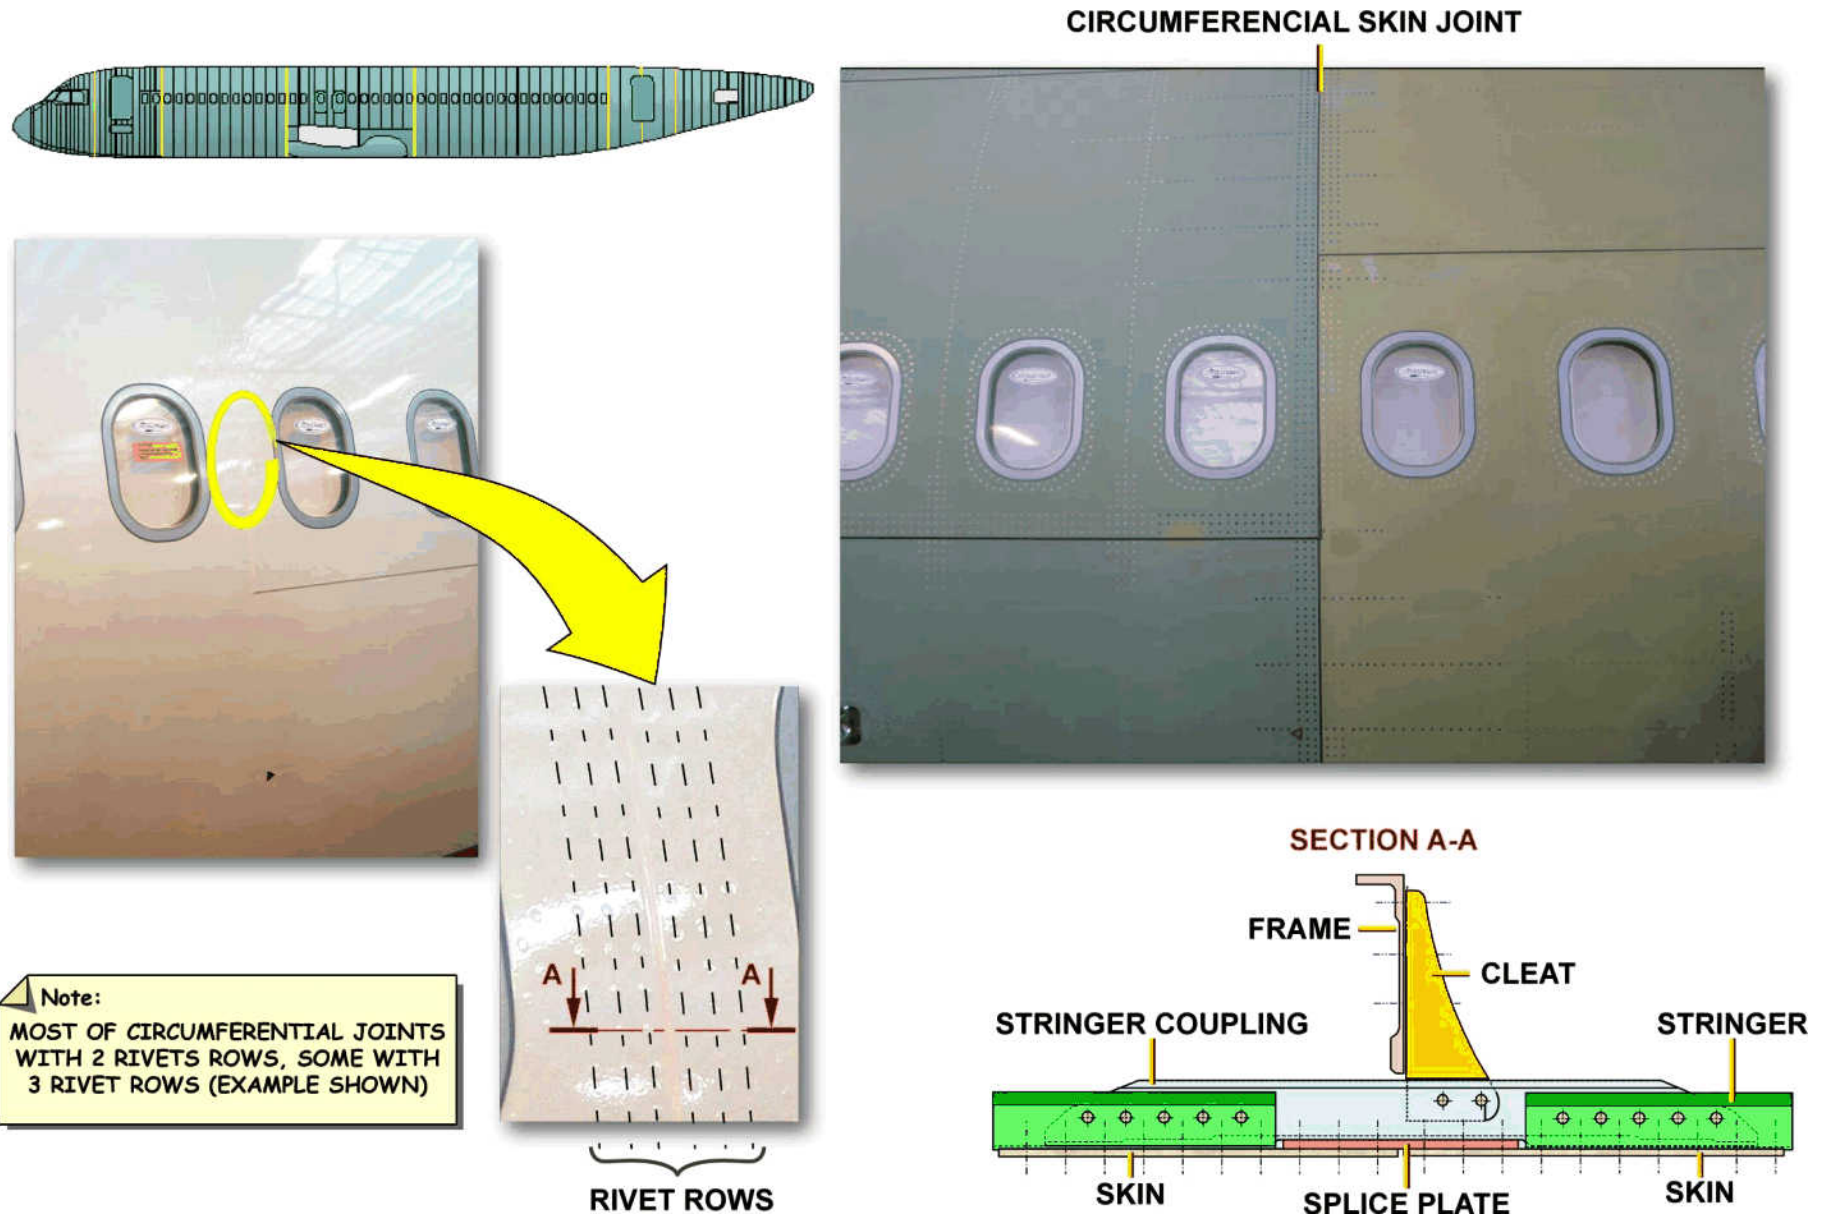 CIRCUMFERENCIAL SKIN JOINT
A
A
Note:
MOST OF CIRCUMFERENTIAL JOINTS
WITH 2 RIVETS ROWS, SOME WITH
3 RIVET ROWS (EXAMPLE SHOWN)
RIVET ROWS
SECTION A-A
FRAME
CLEAT
STRINGER COUPLING
STRINGER
SKIN
SPLICE PLATE
SKIN